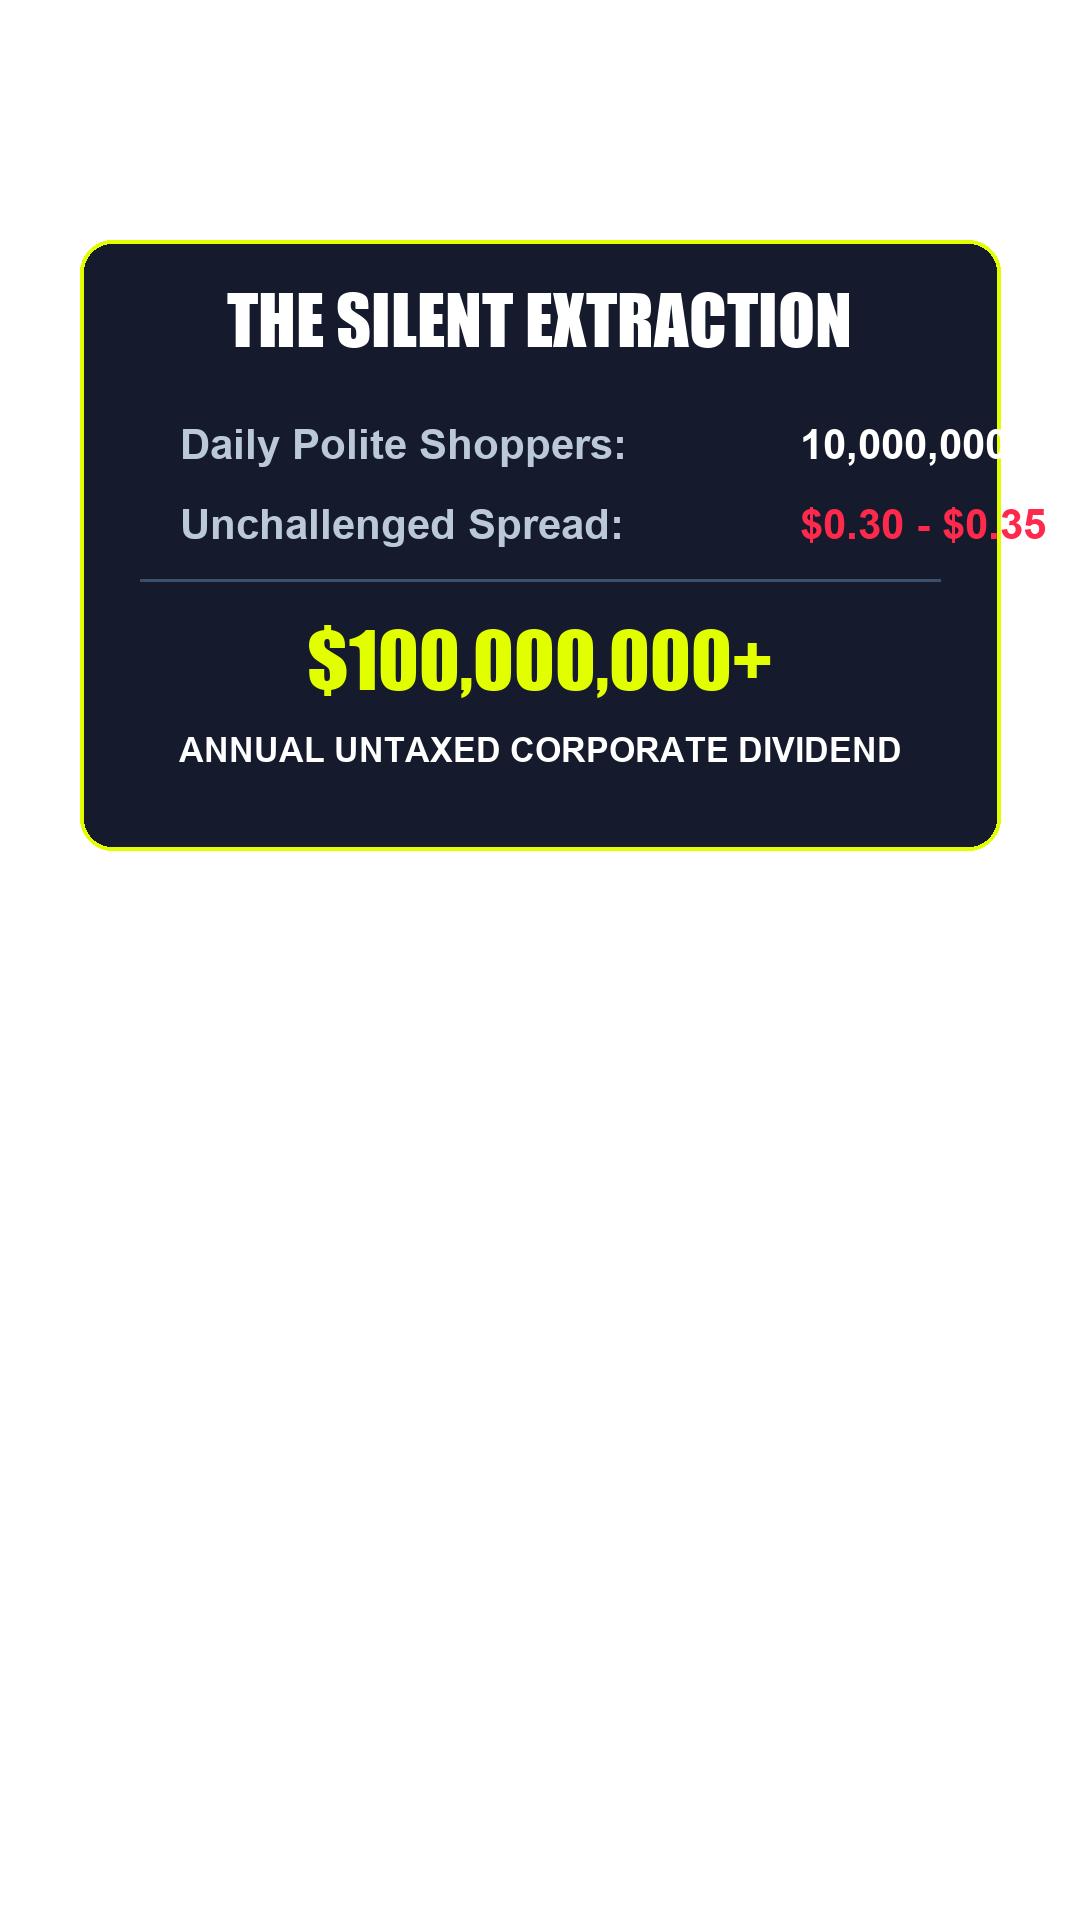 THE SILENT EXTRACTION
Daily Polite Shoppers: 10,000,000
Unchallenged Spread: $0.30 - $0.35
$100,000,000+
ANNUAL UNTAXED CORPORATE DIVIDEND